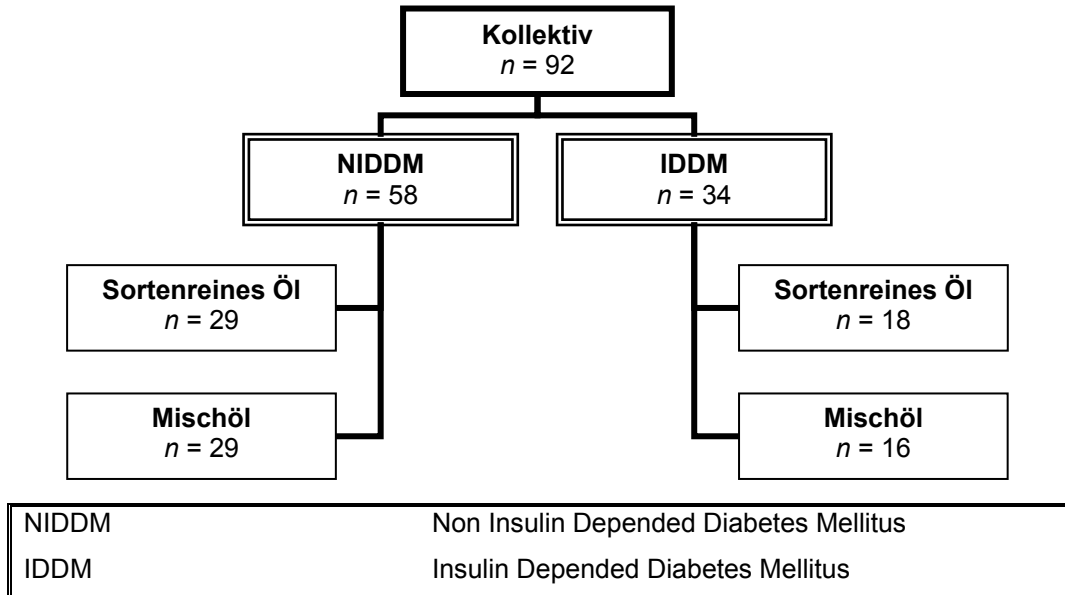 Kollektiv
n = 92
NIDDM
n = 58
IDDM
n = 34
Sortenreines Öl
n = 29
Sortenreines Öl
n = 18
Mischöl
n = 29
Mischöl
n = 16
NIDDM Non Insulin Depended Diabetes Mellitus
IDDM Insulin Depended Diabetes Mellitus